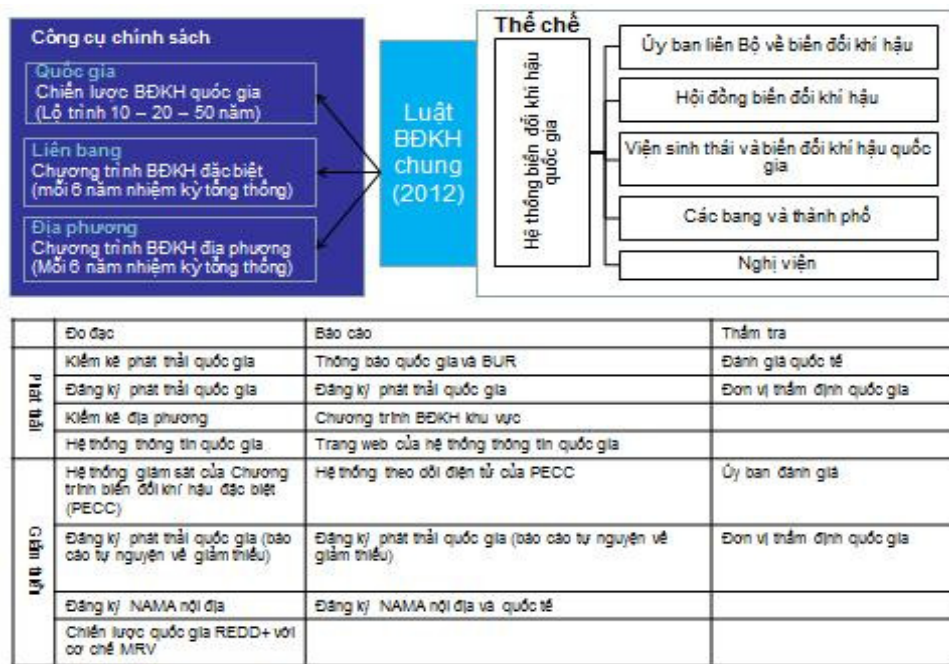 Công cụ chính sách
Quốc gia
Chiến lược BĐKH quốc gia
(Lộ trình 10 – 20 – 50 năm)
Liên bang
Chương trình BĐKH đặc biệt
(mỗi 6 năm nhiệm kỳ tổng thống)
Địa phương
Chương trình BĐKH địa phương
(Mỗi 6 năm nhiệm kỳ tổng thống)
Luật
BĐKH
chung
(2012)
Thể chế
Hệ thống biến đổi khí hậu
quốc gia
Ủy ban liên Bộ về biến đổi khí hậu
Hội đồng biến đổi khí hậu
Viện sinh thái và biến đổi khí hậu quốc
gia
Các bang và thành phố
Nghị viện
Đo đạc Báo cáo Thẩm tra
Phát thải
Kiểm kê phát thải quốc gia Thông báo quốc gia và BUR Đánh giá quốc tế
Đăng ký phát thải quốc gia Đăng ký phát thải quốc gia Đơn vị thẩm định quốc gia
Kiểm kê địa phương Chương trình BĐKH khu vực
Hệ thống thông tin quốc gia Trang web của hệ thống thông tin quốc gia
Giảm thiểu
Hệ thống giám sát của Chương Hệ thống theo dõi điện tử của PECC Ủy ban đánh giá
trình biến đổi khí hậu đặc biệt
(PECC)
Đăng ký phát thải quốc gia (báo Đăng ký phát thải quốc gia (báo cáo tự nguyện về Đơn vị thẩm định quốc gia
cáo tự nguyện về giảm thiểu) giảm thiểu)
Đăng ký NAMA nội địa Đăng ký NAMA nội địa và quốc tế
Chiến lược quốc gia REDD+ với
cơ chế MRV